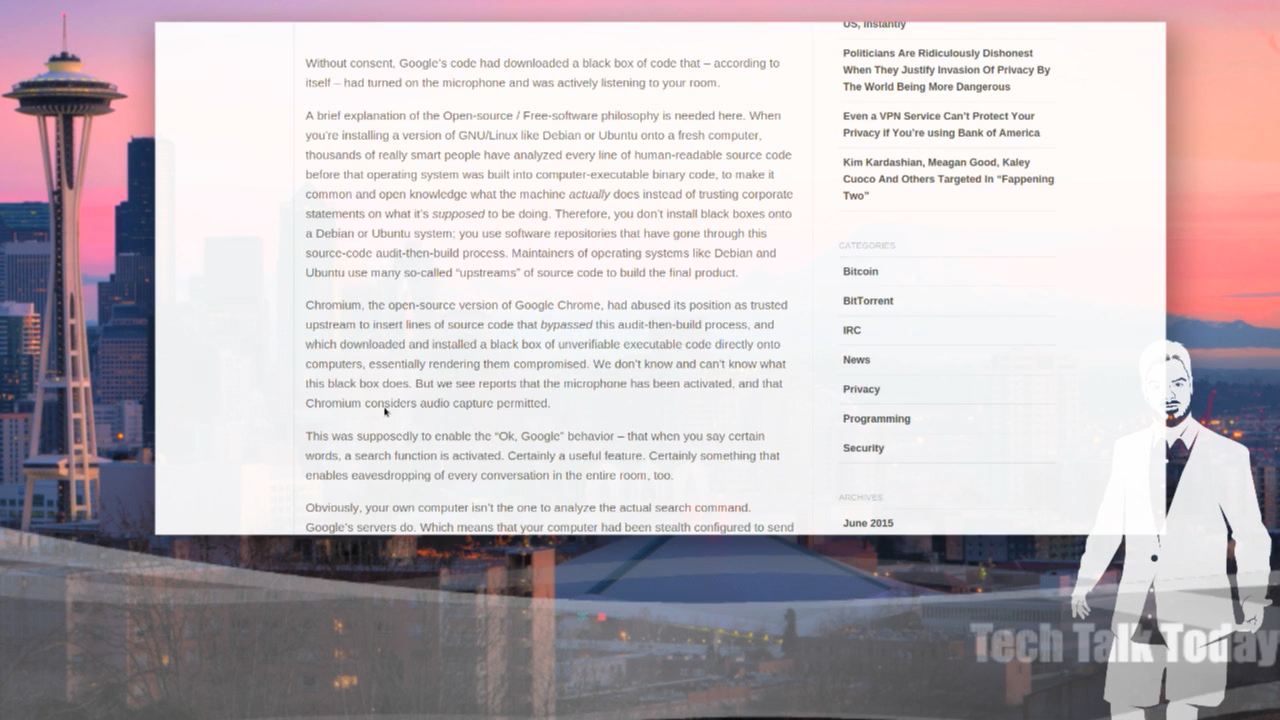 Without consent, Google's code had downloaded a black box of code that – according to
itself – had turned on the microphone and was actively listening to your room.
A brief explanation of the Open-source / Free-software philosophy is needed here. When
you're installing a version of GNU/Linux like Debian or Ubuntu onto a fresh computer,
thousands of really smart people have analyzed every line of human-readable source code
before that operating system was built into computer-executable binary code, to make it
common and open knowledge what the machine actually does instead of trusting corporate
statements on what it's supposed to be doing. Therefore, you don't install black boxes onto
a Debian or Ubuntu system; you use software repositories that have gone through this
source-code audit-then-build process. Maintainers of operating systems like Debian and
Ubuntu use many so-called “upstreams” of source code to build the final product.
Chromium, the open-source version of Google Chrome, had abused its position as trusted
upstream to insert lines of source code that bypassed this audit-then-build process, and
which downloaded and installed a black box of unverifiable executable code directly onto
computers, essentially rendering them compromised. We don't know and can't know what
this black box does. But we see reports that the microphone has been activated, and that
Chromium considers audio capture permitted.
This was supposedly to enable the “Ok, Google” behavior – that when you say certain
words, a search function is activated. Certainly a useful feature. Certainly something that
enables eavesdropping of every conversation in the entire room, too.
Obviously, your own computer isn't the one to analyze the actual search command.
Google's servers do. Which means that your computer had been stealth configured to send
US, Instantly
Politicians Are Ridiculously Dishonest
When They Justify Invasion Of Privacy By
The World Being More Dangerous
Even a VPN Service Can't Protect Your
Privacy If You're using Bank of America
Kim Kardashian, Meagan Good, Kaley
Cuoco And Others Targeted In “Fappening
Two”
CATEGORIES
Bitcoin
BitTorrent
IRC
News
Privacy
Programming
Security
ARCHIVES
June 2015
Tech Talk Today